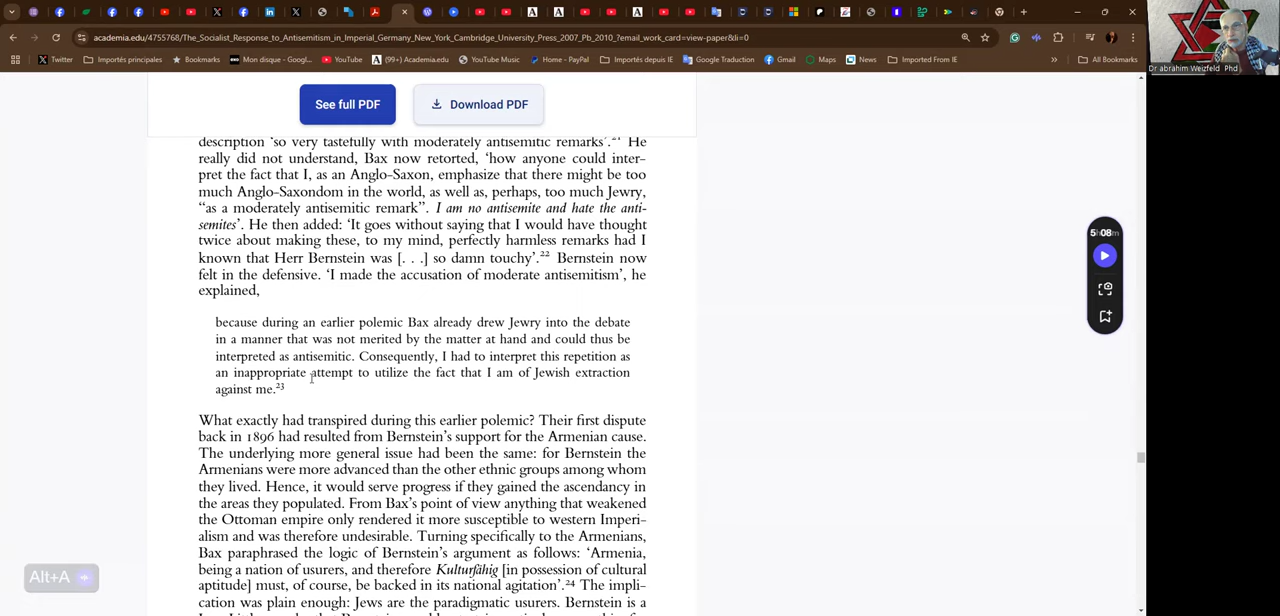 academia.edu/4755768/The_Socialist_Response_to_Antisemitism_in_Imperial_Germany_New_York_Cambridge_University_Press_2007_Pb_2010_?email_work_card=view-paper&li=0
Twitter Importés principales Bookmarks Mon disque - Googl... YouTube (99+) Academia.edu YouTube Music Home - PayPal Importés depuis IE Google Traduction Gmail Maps News Imported From IE » All Bookmarks
Dr abrahim Weizfeld Phd
See full PDF Download PDF
description ‘so very tastefully with moderately antisemitic remarks’.21 He
really did not understand, Bax now retorted, ‘how anyone could inter-
pret the fact that I, as an Anglo-Saxon, emphasize that there might be too
much Anglo-Saxondom in the world, as well as, perhaps, too much Jewry,
“as a moderately antisemitic remark”. I am no antisemite and hate the anti-
semites’. He then added: ‘It goes without saying that I would have thought
twice about making these, to my mind, perfectly harmless remarks had I
known that Herr Bernstein was [. . .] so damn touchy’.22 Bernstein now
felt in the defensive. ‘I made the accusation of moderate antisemitism’, he
explained,
because during an earlier polemic Bax already drew Jewry into the debate
in a manner that was not merited by the matter at hand and could thus be
interpreted as antisemitic. Consequently, I had to interpret this repetition as
an inappropriate attempt to utilize the fact that I am of Jewish extraction
against me.23
What exactly had transpired during this earlier polemic? Their first dispute
back in 1896 had resulted from Bernstein’s support for the Armenian cause.
The underlying more general issue had been the same: for Bernstein the
Armenians were more advanced than the other ethnic groups among whom
they lived. Hence, it would serve progress if they gained the ascendancy in
the areas they populated. From Bax’s point of view anything that weakened
the Ottoman empire only rendered it more susceptible to western Imperi-
alism and was therefore undesirable. Turning specifically to the Armenians,
Bax paraphrased the logic of Bernstein’s argument as follows: ‘Armenia,
being a nation of usurers, and therefore Kulturfähig [in possession of cultural
aptitude] must, of course, be backed in its national agitation’.24 The impli-
cation was plain enough: Jews are the paradigmatic usurers. Bernstein is a
Alt+A